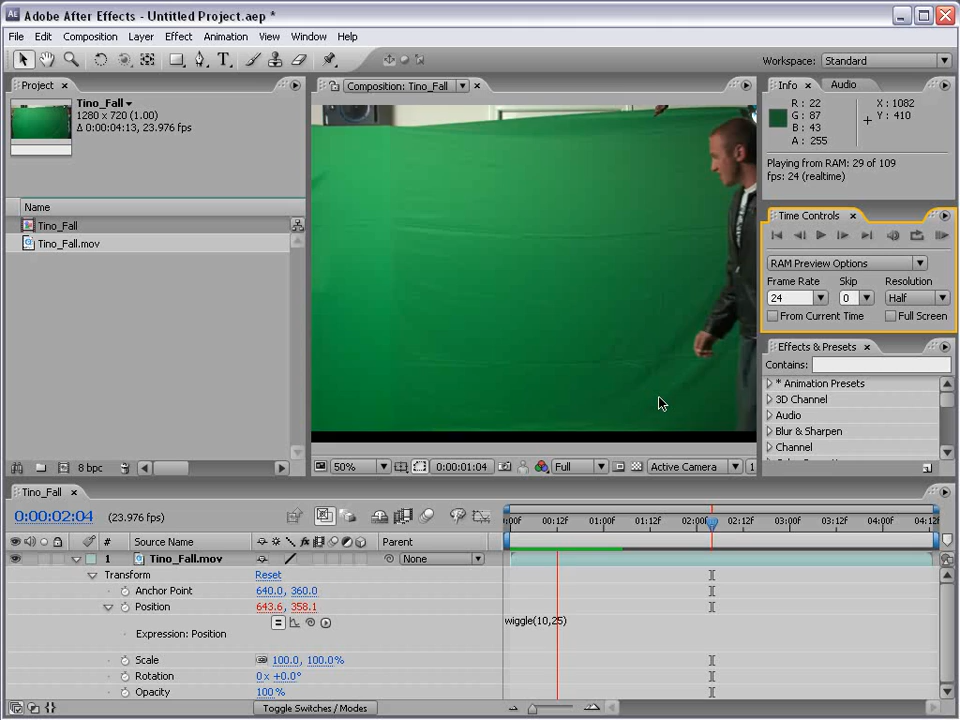 Adobe After Effects - Untitled Project.aep *
File Edit Composition Layer Effect Animation View Window Help
Workspace: Standard
Project
Tino_Fall
1280 x 720 (1.00)
Δ 0:00:04:13, 23.976 fps
Name
Tino_Fall
Tino_Fall.mov
8 bpc
Composition: Tino_Fall
50% 0:00:01:04 Full Active Camera 1
Info Audio
R : 22 X : 1082
G : 87 Y : 410
B : 43
A : 255
Playing from RAM: 29 of 109
fps: 24 (realtime)
Time Controls
RAM Preview Options
Frame Rate Skip Resolution
24 0 Half
From Current Time Full Screen
Effects & Presets
Contains:
* Animation Presets
3D Channel
Audio
Blur & Sharpen
Channel
Tino_Fall
0:00:02:04 (23.976 fps)
00f 00:12f 01:00f 01:12f 02:00f 02:12f 03:00f 03:12f 04:00f 04:12f
# Source Name Parent
1 Tino_Fall.mov None
Transform Reset
Anchor Point 640.0, 360.0
Position 643.6, 358.1
Expression: Position wiggle(10,25)
Scale 100.0, 100.0%
Rotation 0x +0.0°
Opacity 100%
Toggle Switches / Modes